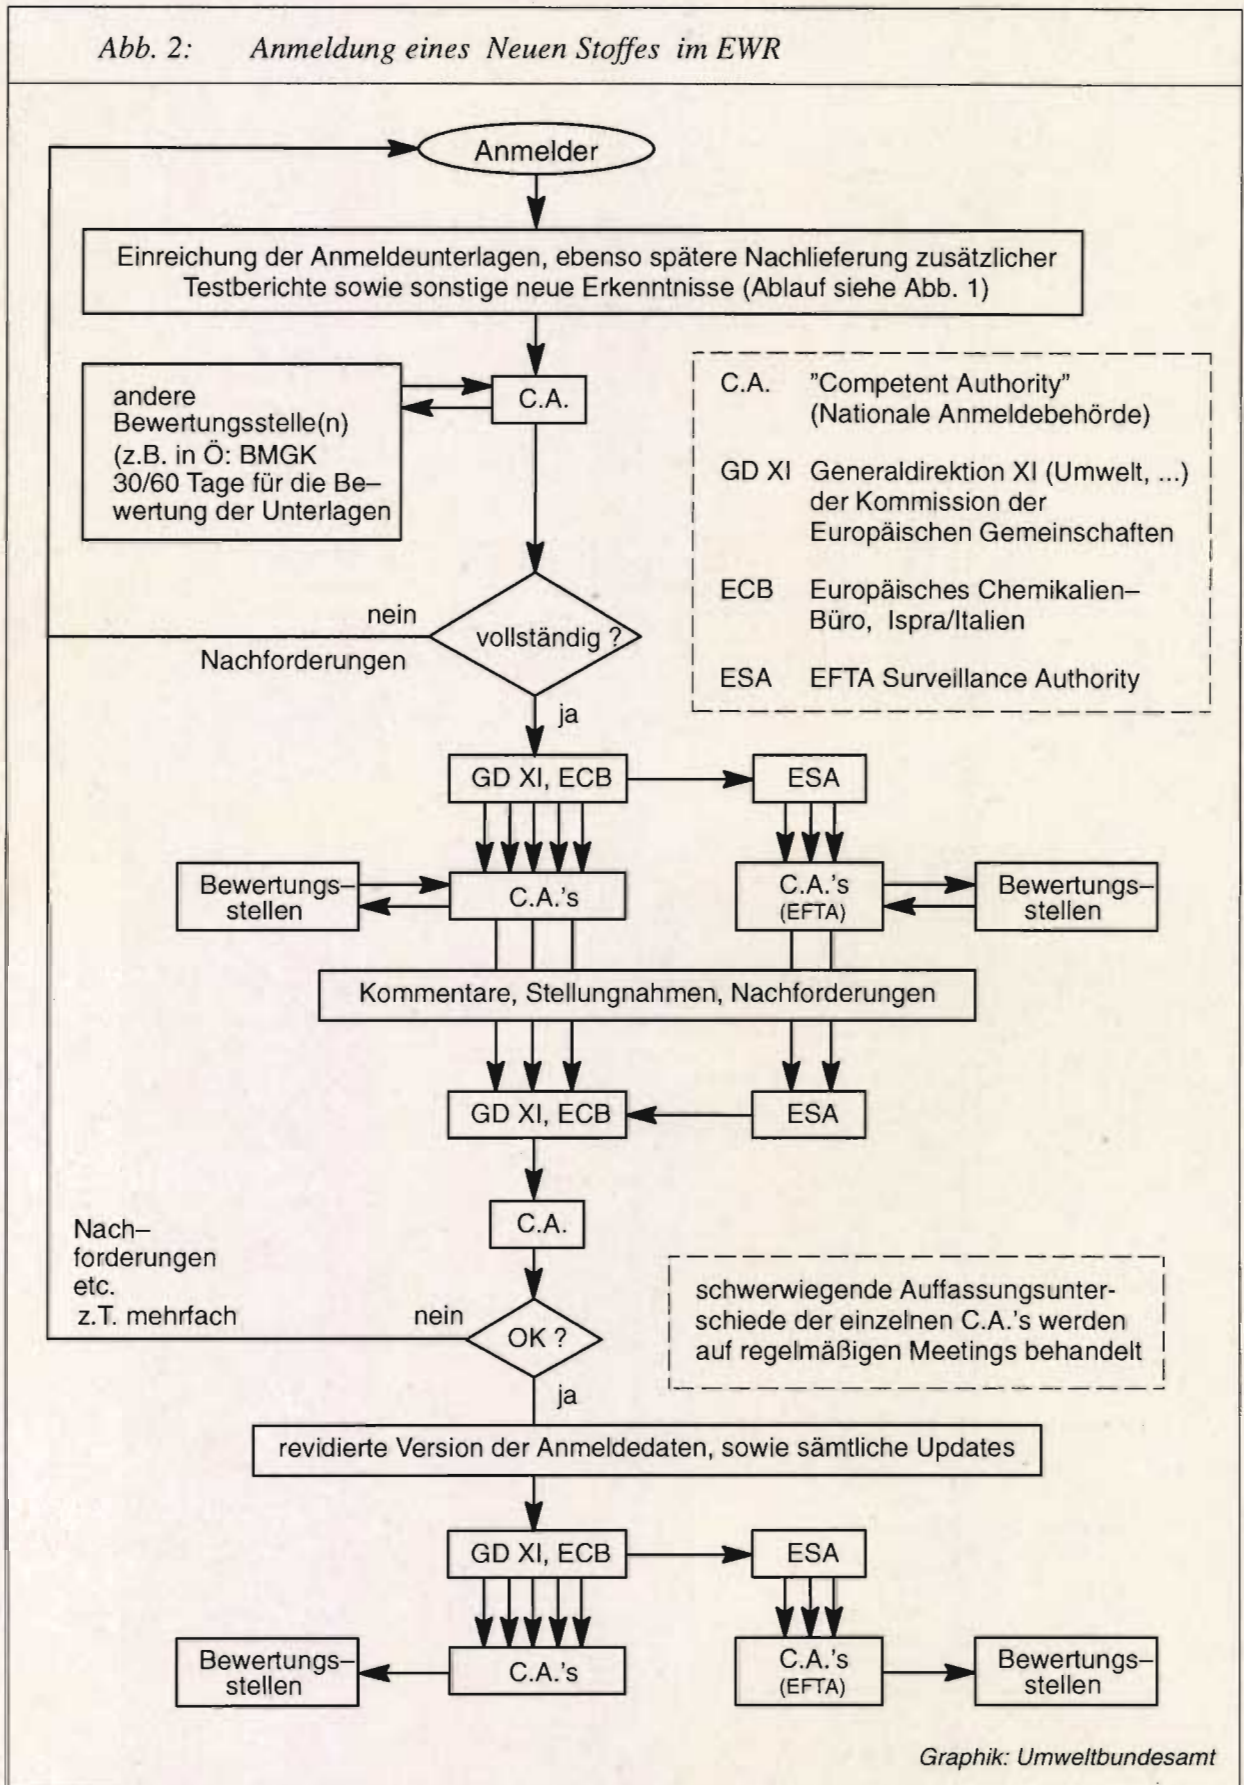 Abb. 2: Anmeldung eines Neuen Stoffes im EWR
Anmelder
Einreichung der Anmeldeunterlagen, ebenso spätere Nachlieferung zusätzlicher
Testberichte sowie sonstige neue Erkenntnisse (Ablauf siehe Abb. 1)
andere
Bewertungsstelle(n)
(z.B. in Ö: BMGK
30/60 Tage für die Be–
wertung der Unterlagen
C.A.
C.A. "Competent Authority"
(Nationale Anmeldebehörde)
GD XI Generaldirektion XI (Umwelt, ...)
der Kommission der
Europäischen Gemeinschaften
ECB Europäisches Chemikalien–
Büro, Ispra/Italien
ESA EFTA Surveillance Authority
nein
vollständig ?
Nachforderungen
ja
GD XI, ECB
ESA
Bewertungs–
stellen
C.A.'s
C.A.'s
(EFTA)
Bewertungs–
stellen
Kommentare, Stellungnahmen, Nachforderungen
GD XI, ECB
ESA
C.A.
Nach–
forderungen
etc.
z.T. mehrfach
nein
OK ?
schwerwiegende Auffassungsunter-
schiede der einzelnen C.A.'s werden
auf regelmäßigen Meetings behandelt
ja
revidierte Version der Anmeldedaten, sowie sämtliche Updates
GD XI, ECB
ESA
Bewertungs–
stellen
C.A.'s
C.A.'s
(EFTA)
Bewertungs–
stellen
Graphik: Umweltbundesamt